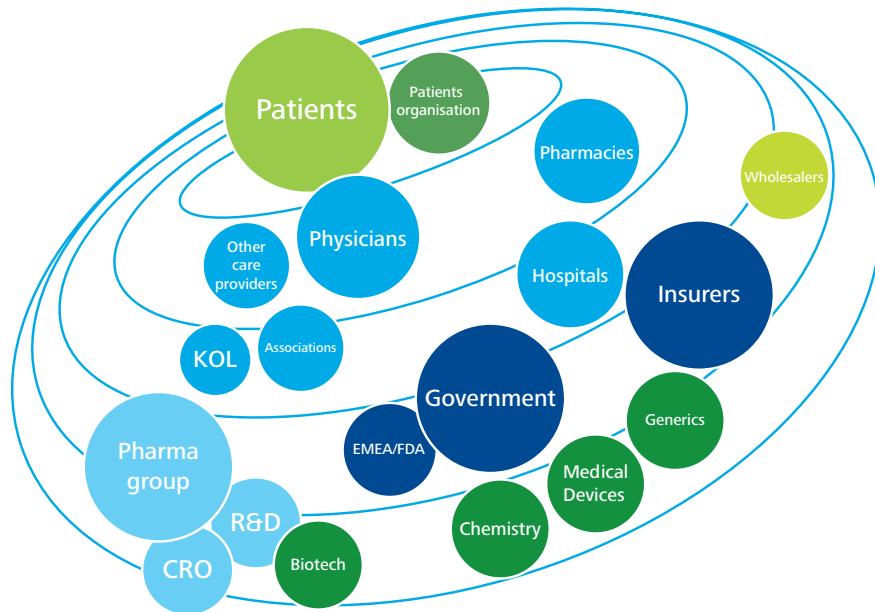 Patients
Patients
organisation
Pharmacies
Wholesalers
Physicians
Other
care
providers
Hospitals
Insurers
KOL
Associations
Government
Generics
EMEA/FDA
Pharma
group
Medical
Devices
R&D
Chemistry
Biotech
CRO